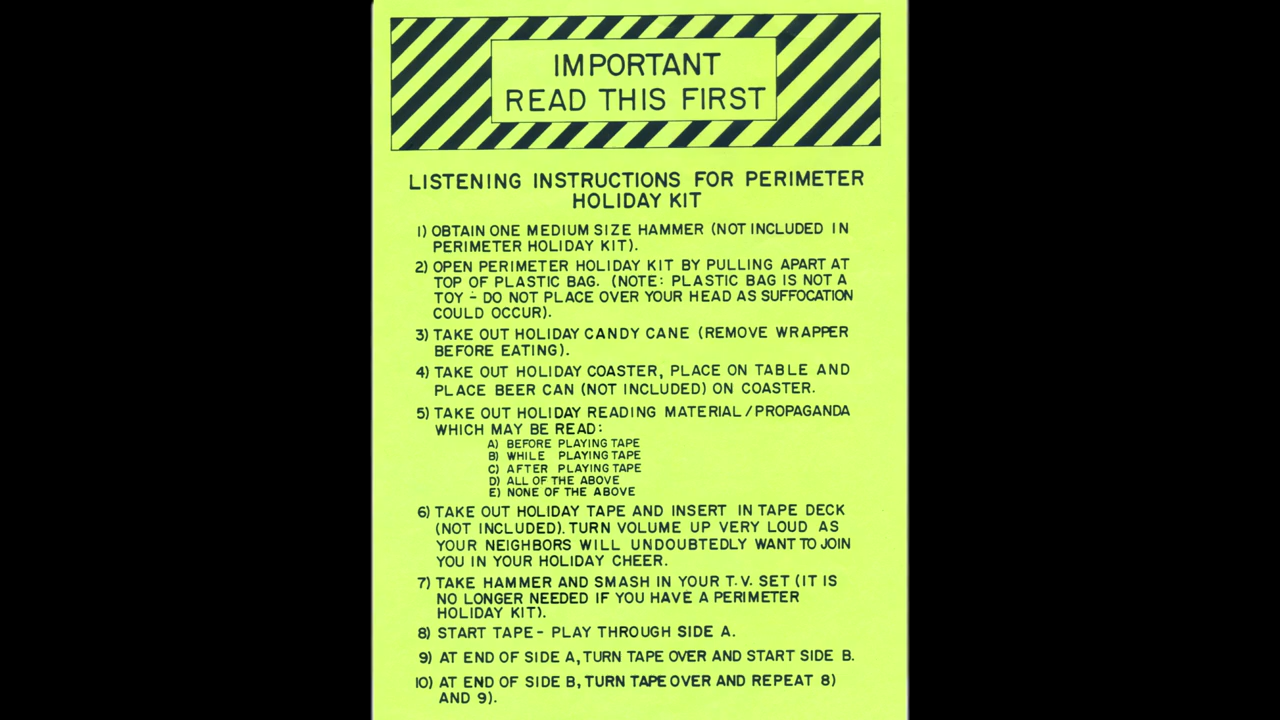 IMPORTANT
READ THIS FIRST
LISTENING INSTRUCTIONS FOR PERIMETER
HOLIDAY KIT
1) OBTAIN ONE MEDIUM SIZE HAMMER (NOT INCLUDED IN
PERIMETER HOLIDAY KIT).
2) OPEN PERIMETER HOLIDAY KIT BY PULLING APART AT
TOP OF PLASTIC BAG. (NOTE: PLASTIC BAG IS NOT A
TOY - DO NOT PLACE OVER YOUR HEAD AS SUFFOCATION
COULD OCCUR).
3) TAKE OUT HOLIDAY CANDY CANE (REMOVE WRAPPER
BEFORE EATING).
4) TAKE OUT HOLIDAY COASTER, PLACE ON TABLE AND
PLACE BEER CAN (NOT INCLUDED) ON COASTER.
5) TAKE OUT HOLIDAY READING MATERIAL/PROPAGANDA
WHICH MAY BE READ:
A) BEFORE PLAYING TAPE
B) WHILE PLAYING TAPE
C) AFTER PLAYING TAPE
D) ALL OF THE ABOVE
E) NONE OF THE ABOVE
6) TAKE OUT HOLIDAY TAPE AND INSERT IN TAPE DECK
(NOT INCLUDED). TURN VOLUME UP VERY LOUD AS
YOUR NEIGHBORS WILL UNDOUBTEDLY WANT TO JOIN
YOU IN YOUR HOLIDAY CHEER.
7) TAKE HAMMER AND SMASH IN YOUR T.V. SET (IT IS
NO LONGER NEEDED IF YOU HAVE A PERIMETER
HOLIDAY KIT).
8) START TAPE - PLAY THROUGH SIDE A.
9) AT END OF SIDE A, TURN TAPE OVER AND START SIDE B.
10) AT END OF SIDE B, TURN TAPE OVER AND REPEAT 8)
AND 9).